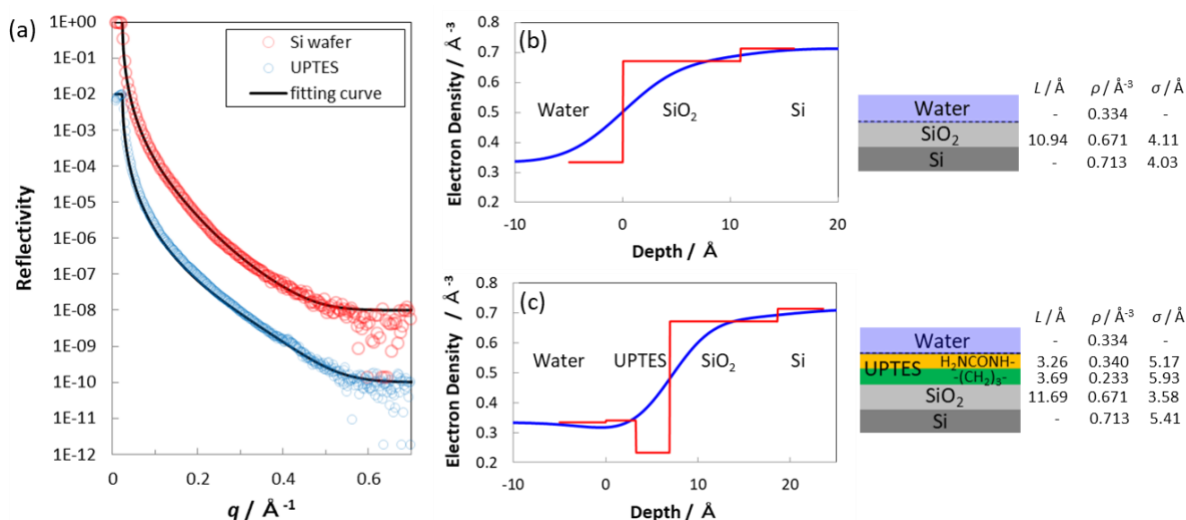 (a)
Reflectivity
1E+00
1E-01
1E-02
1E-03
1E-04
1E-05
1E-06
1E-07
1E-08
1E-09
1E-10
1E-11
1E-12
0 0.2 0.4 0.6
q / Å⁻¹
Si wafer
UPTES
fitting curve
(b)
Electron Density / Å⁻³
0.8
0.7
0.6
0.5
0.4
0.3
0.2
Water SiO₂ Si
-10 0 10 20
Depth / Å
L / Å ρ / Å⁻³ σ / Å
Water - 0.334 -
SiO₂ 10.94 0.671 4.11
Si - 0.713 4.03
(c)
Electron Density / Å⁻³
0.8
0.7
0.6
0.5
0.4
0.3
0.2
Water UPTES SiO₂ Si
-10 0 10 20
Depth / Å
L / Å ρ / Å⁻³ σ / Å
Water - 0.334 -
UPTES H₂NCONH- 3.26 0.340 5.17
-(CH₂)₃- 3.69 0.233 5.93
SiO₂ 11.69 0.671 3.58
Si - 0.713 5.41